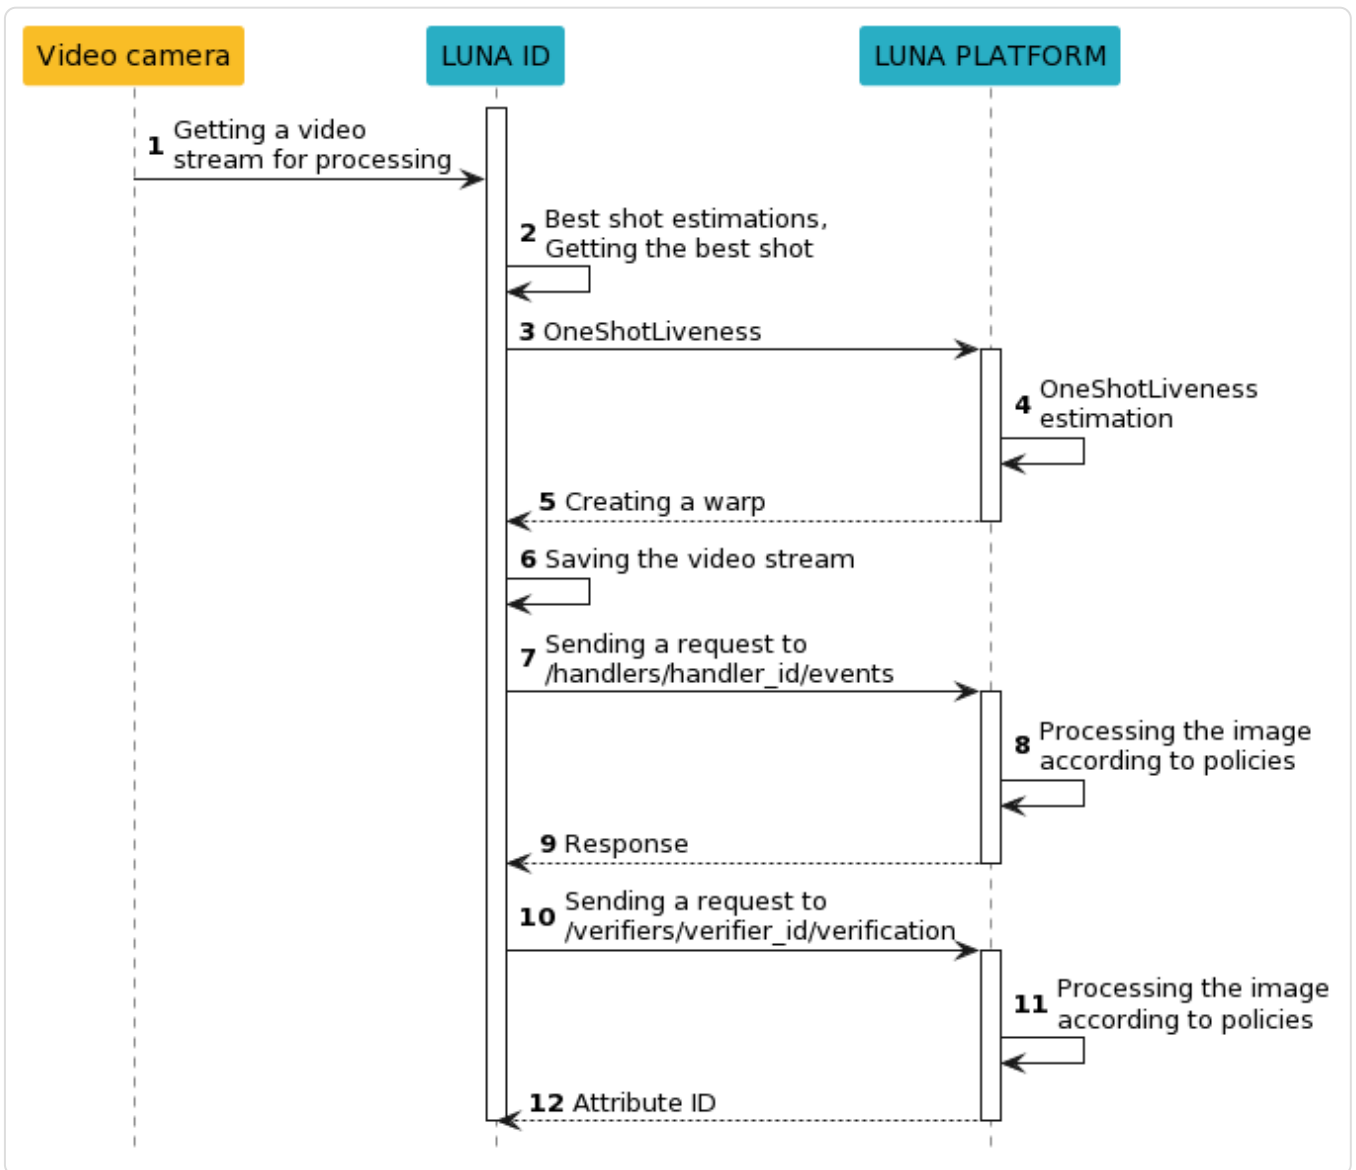 Video camera
LUNA ID
LUNA PLATFORM
1 Getting a video
stream for processing
2 Best shot estimations,
Getting the best shot
3 OneShotLiveness
4 OneShotLiveness
estimation
5 Creating a warp
6 Saving the video stream
7 Sending a request to
/handlers/handler_id/events
8 Processing the image
according to policies
9 Response
10 Sending a request to
/verifiers/verifier_id/verification
11 Processing the image
according to policies
12 Attribute ID